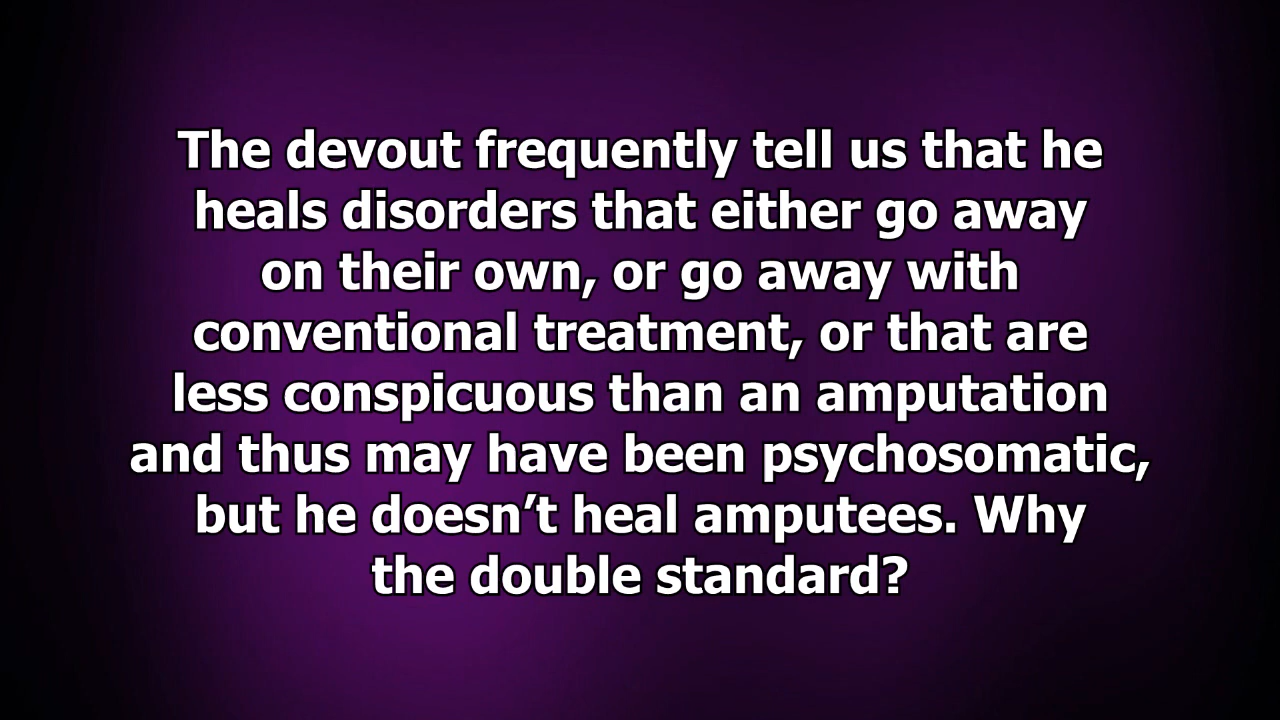 The devout frequently tell us that he
heals disorders that either go away
on their own, or go away with
conventional treatment, or that are
less conspicuous than an amputation
and thus may have been psychosomatic,
but he doesn’t heal amputees. Why
the double standard?